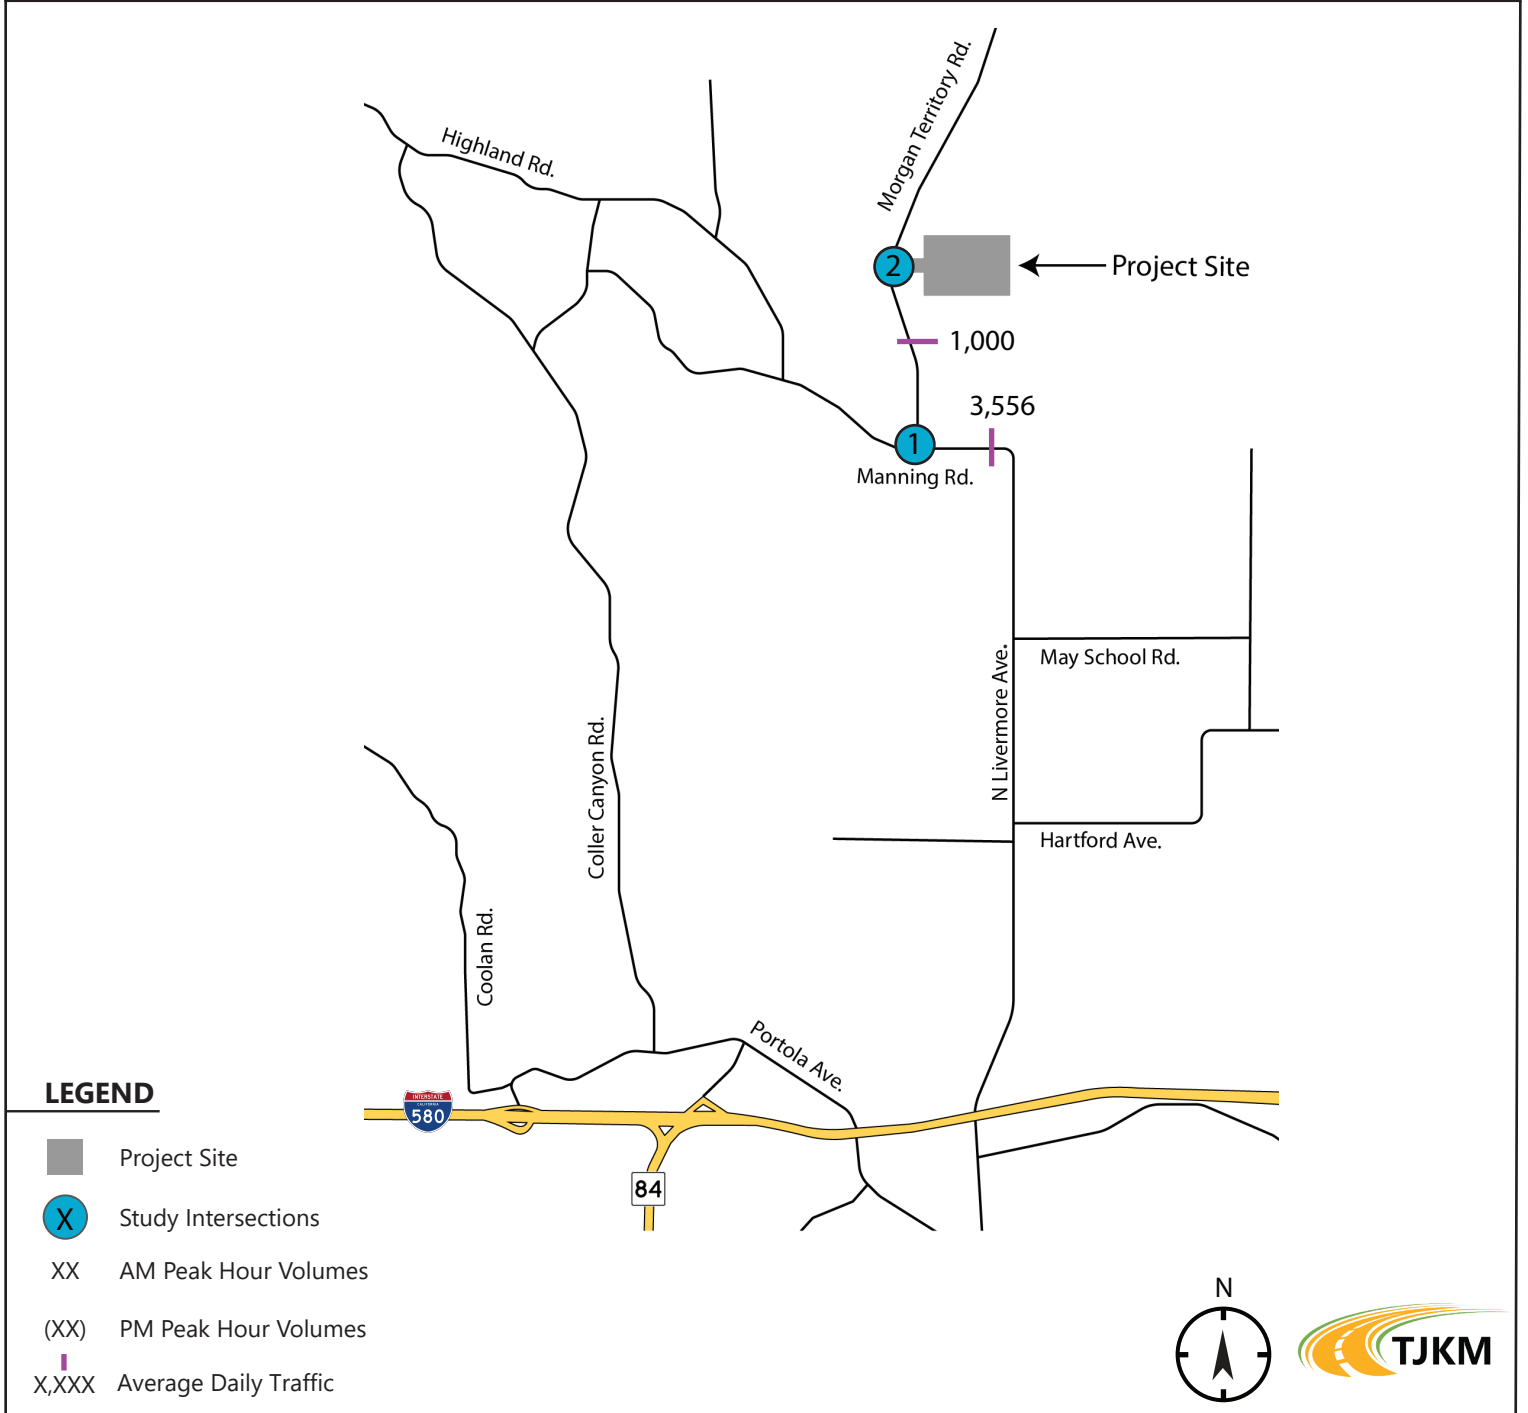 Morgan Territory Rd.
Highland Rd.
2
Project Site
1,000
3,556
1
Manning Rd.
May School Rd.
N Livermore Ave.
Coller Canyon Rd.
Hartford Ave.
Coolan Rd.
Portola Ave.
INTERSTATE
CALIFORNIA
580
84
LEGEND
Project Site
X Study Intersections
XX AM Peak Hour Volumes
(XX) PM Peak Hour Volumes
X,XXX Average Daily Traffic
N
TJKM